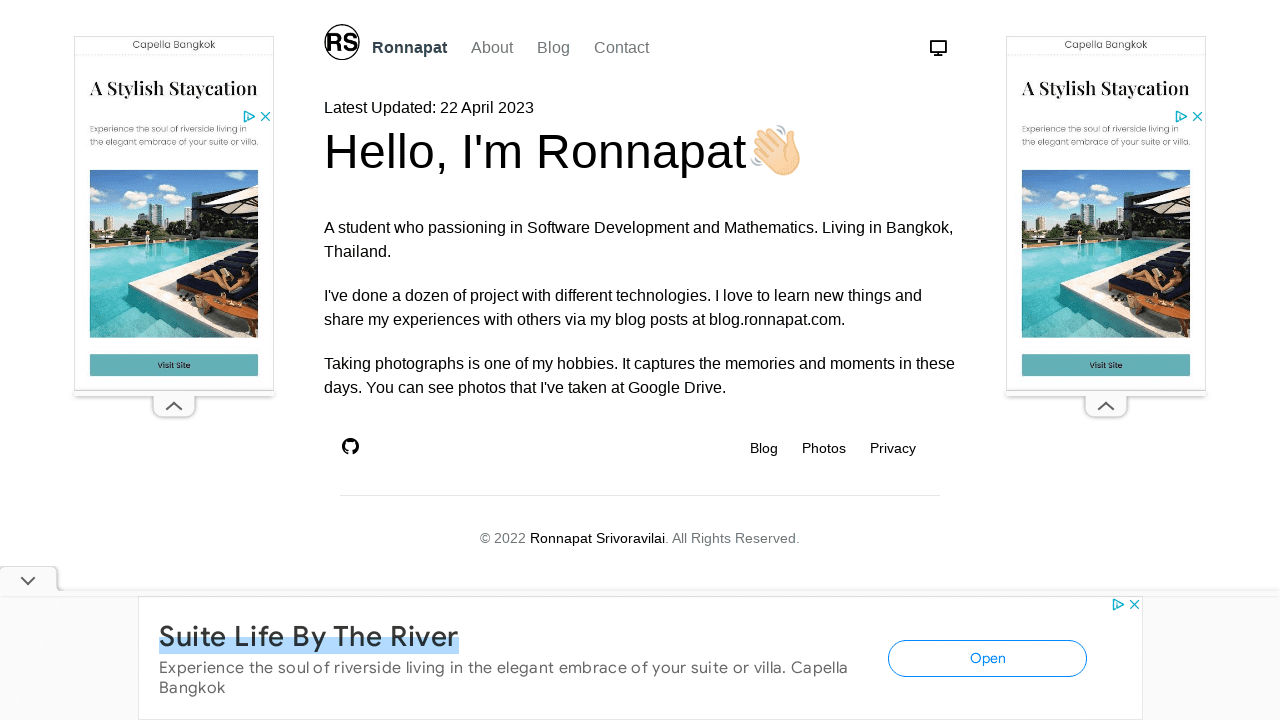 RS Ronnapat About Blog Contact
Latest Updated: 22 April 2023
Hello, I'm Ronnapat
A student who passioning in Software Development and Mathematics. Living in Bangkok,
Thailand.
I've done a dozen of project with different technologies. I love to learn new things and
share my experiences with others via my blog posts at blog.ronnapat.com.
Taking photographs is one of my hobbies. It captures the memories and moments in these
days. You can see photos that I've taken at Google Drive.
Blog Photos Privacy
© 2022 Ronnapat Srivoravilai. All Rights Reserved.
Capella Bangkok
A Stylish Staycation
Experience the soul of riverside living in
the elegant embrace of your suite or villa.
Visit Site
Capella Bangkok
A Stylish Staycation
Experience the soul of riverside living in
the elegant embrace of your suite or villa.
Visit Site
Suite Life By The River
Experience the soul of riverside living in the elegant embrace of your suite or villa. Capella
Bangkok
Open